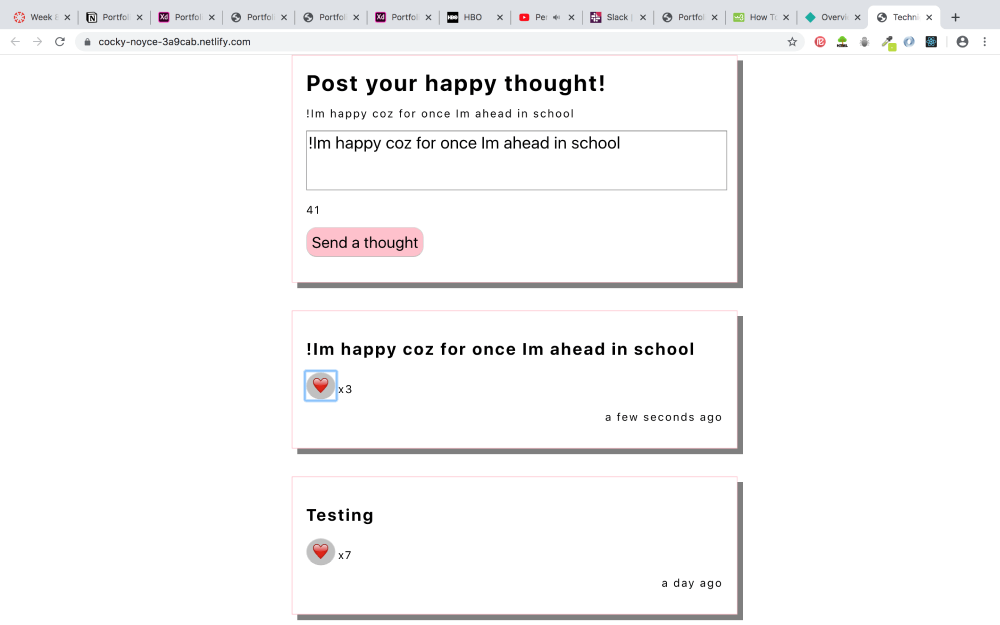 Week 8
Portfol
Portfol
Portfol
Portfol
Portfol
HBO
Pe
Slack
Portfol
How T
Overvi
Techni
cocky-noyce-3a9cab.netlify.com
Post your happy thought!
!Im happy coz for once Im ahead in school
!Im happy coz for once Im ahead in school
41
Send a thought
!Im happy coz for once Im ahead in school
x3
a few seconds ago
Testing
x7
a day ago